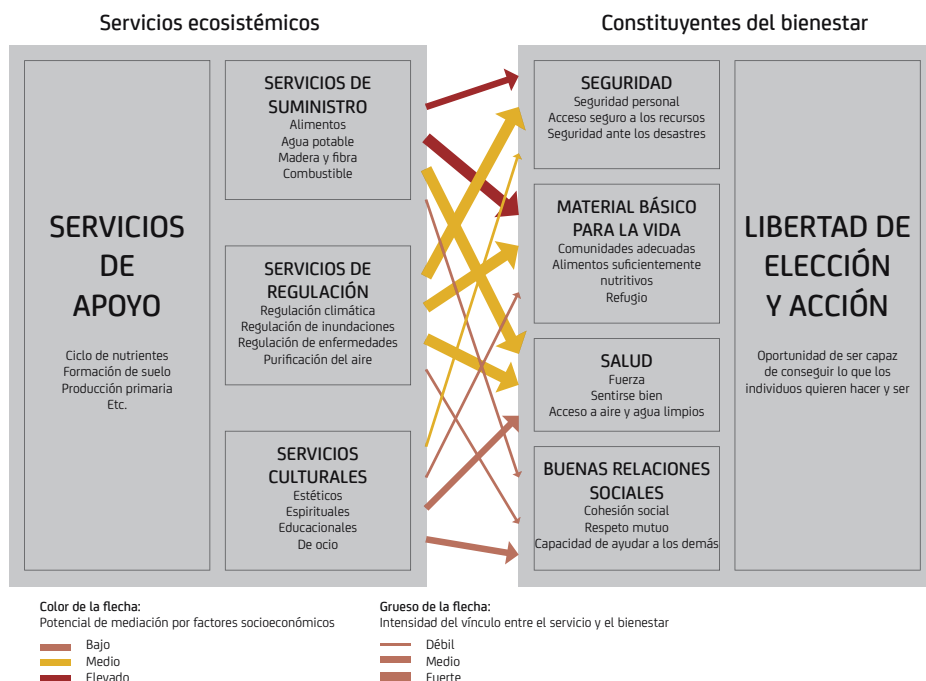 Servicios ecosistémicos
Constituyentes del bienestar
SERVICIOS
DE
APOYO
Ciclo de nutrientes
Formación de suelo
Producción primaria
Etc.
SERVICIOS DE
SUMINISTRO
Alimentos
Agua potable
Madera y fibra
Combustible
SERVICIOS DE
REGULACIÓN
Regulación climática
Regulación de inundaciones
Regulación de enfermedades
Purificación del aire
SERVICIOS
CULTURALES
Estéticos
Espirituales
Educacionales
De ocio
SEGURIDAD
Seguridad personal
Acceso seguro a los recursos
Seguridad ante los desastres
MATERIAL BÁSICO
PARA LA VIDA
Comunidades adecuadas
Alimentos suficientemente
nutritivos
Refugio
SALUD
Fuerza
Sentirse bien
Acceso a aire y agua limpios
BUENAS RELACIONES
SOCIALES
Cohesión social
Respeto mutuo
Capacidad de ayudar a los demás
LIBERTAD DE
ELECCIÓN
Y ACCIÓN
Oportunidad de ser capaz
de conseguir lo que los
individuos quieren hacer y ser
Color de la flecha:
Potencial de mediación por factores socioeconómicos
Bajo
Medio
Elevado
Grueso de la flecha:
Intensidad del vínculo entre el servicio y el bienestar
Débil
Medio
Fuerte